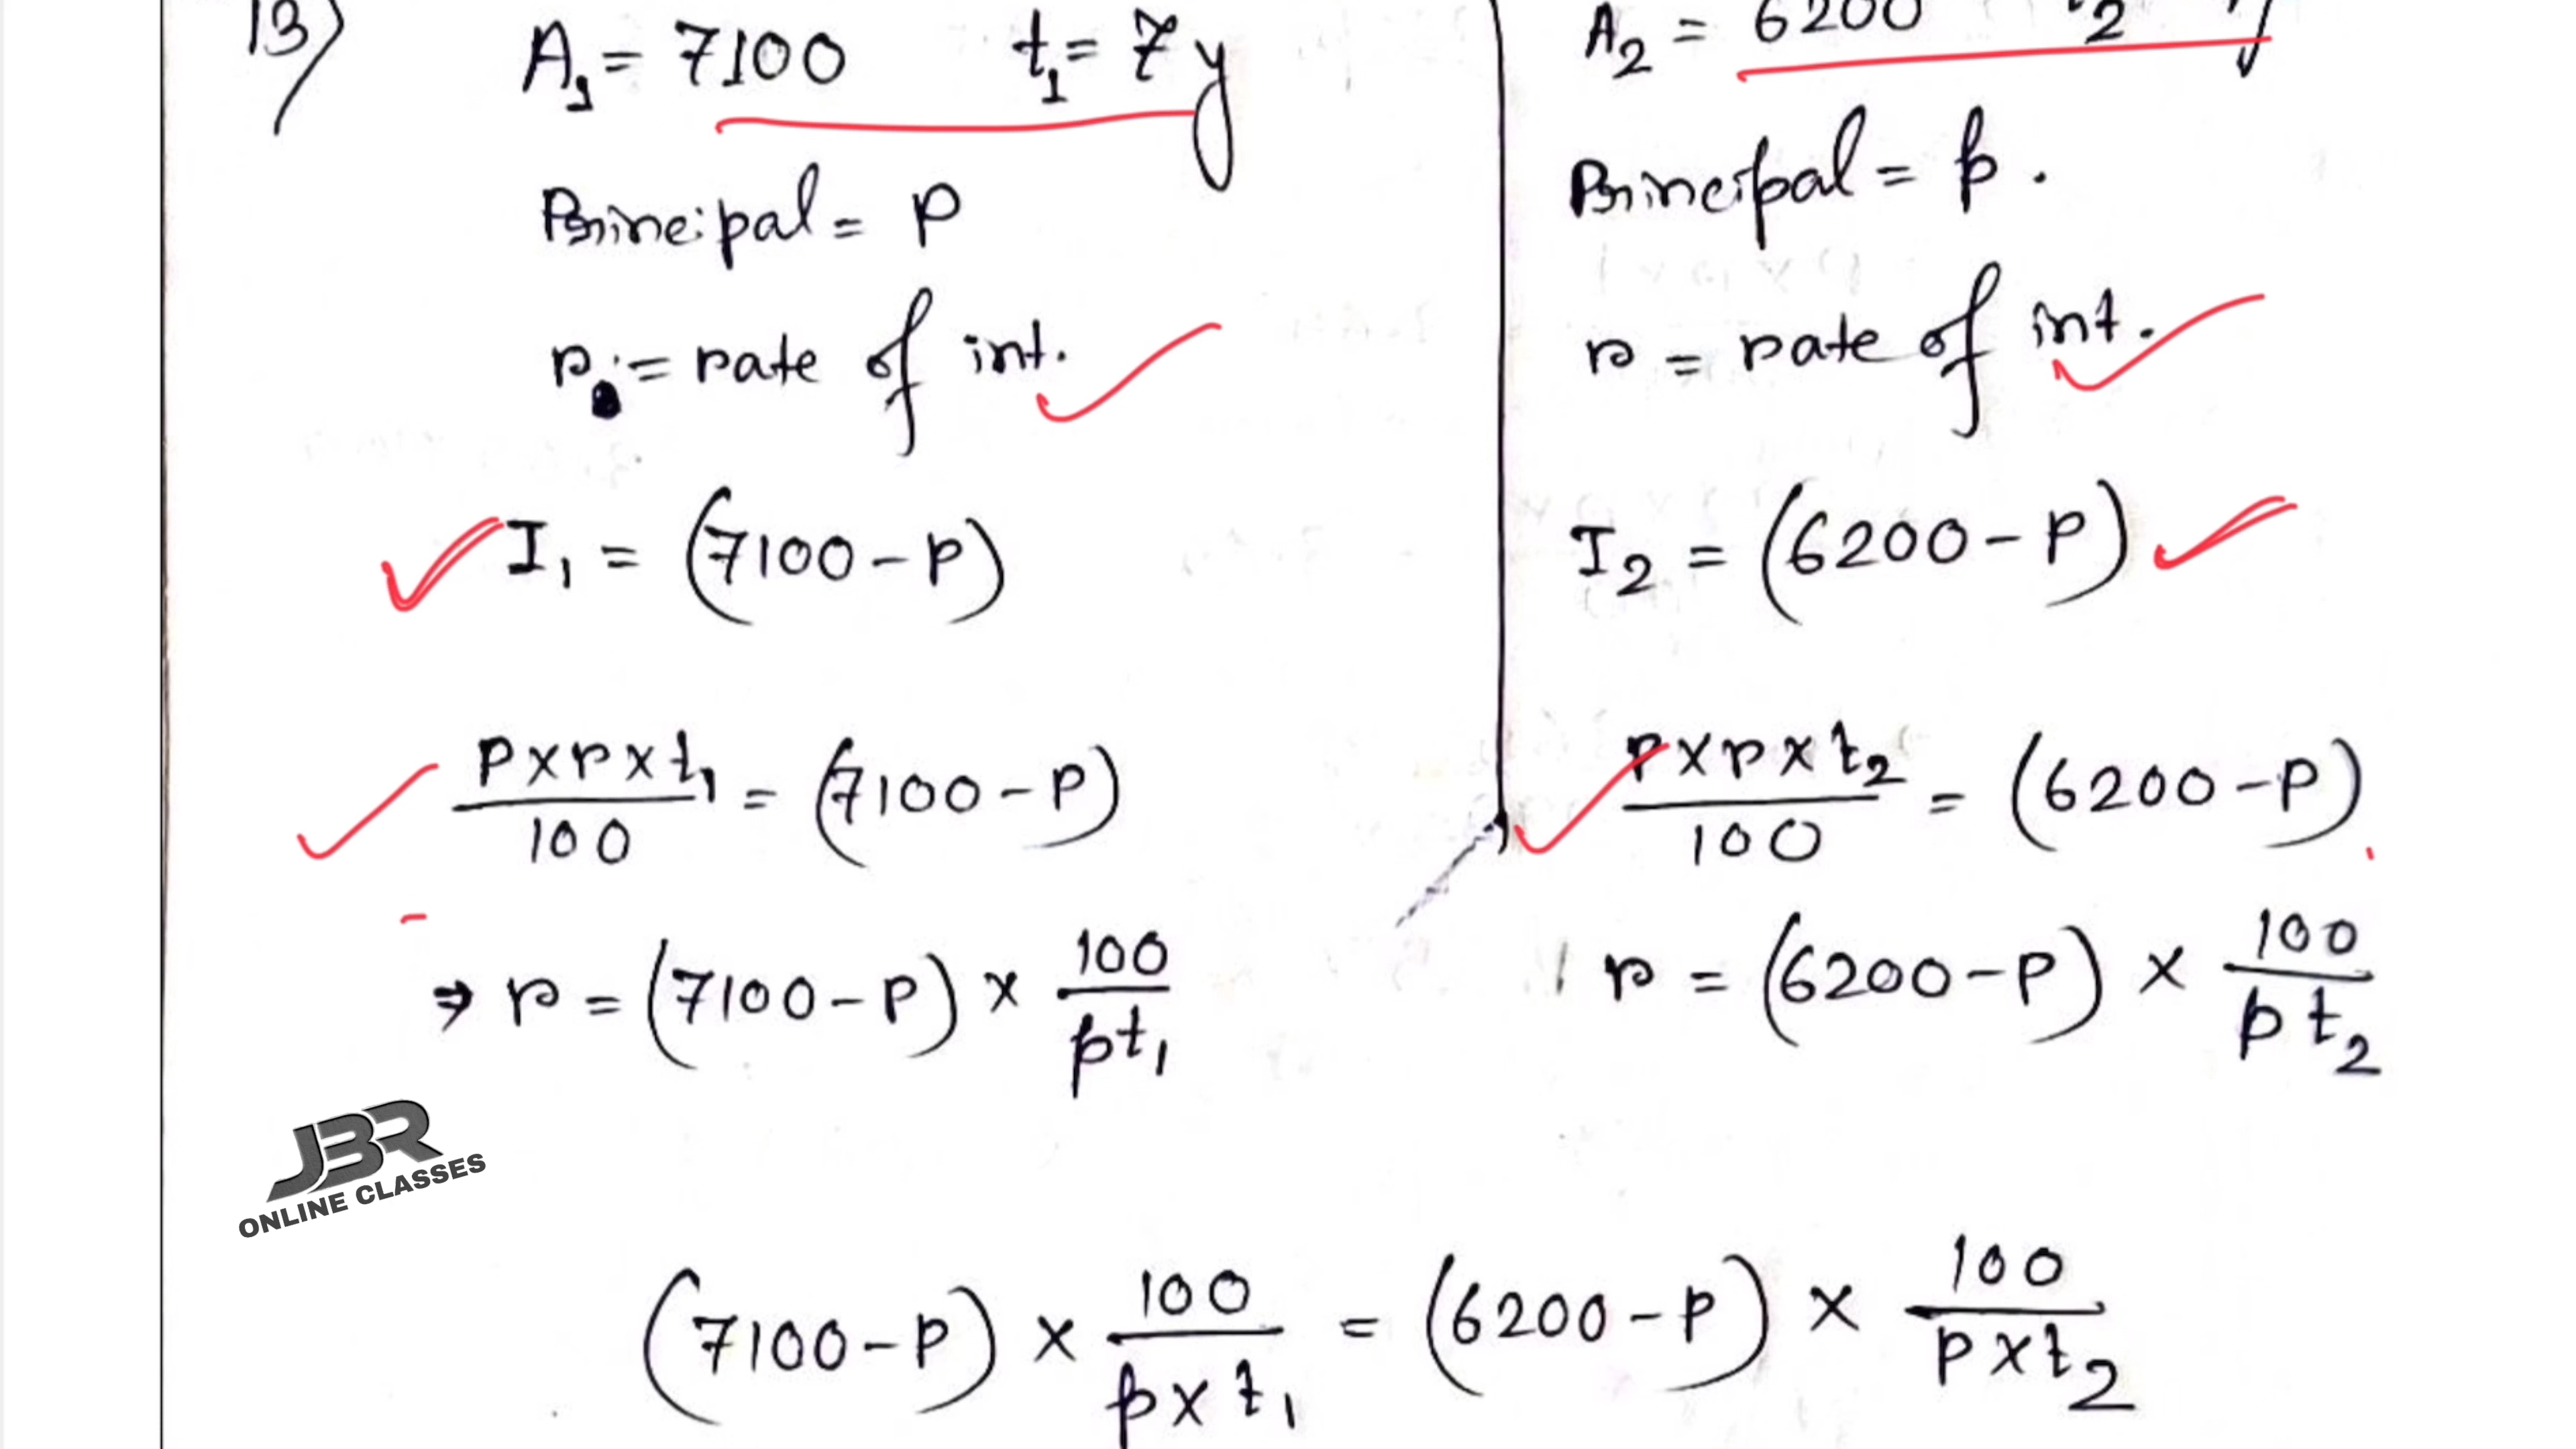 13)
A₁ = 7100 t₁ = 7y
Principal = P
r = rate of int.
I₁ = (7100 - P)
P × r × t₁ / 100 = (7100 - P)
⇒ r = (7100 - P) × 100 / pt₁
A₂ = 6200
Principal = p.
r = rate of int.
I₂ = (6200 - P)
P × r × t₂ / 100 = (6200 - P)
r = (6200 - P) × 100 / pt₂
JBR
ONLINE CLASSES
(7100 - P) × 100 / p × t₁ = (6200 - P) × 100 / P × t₂